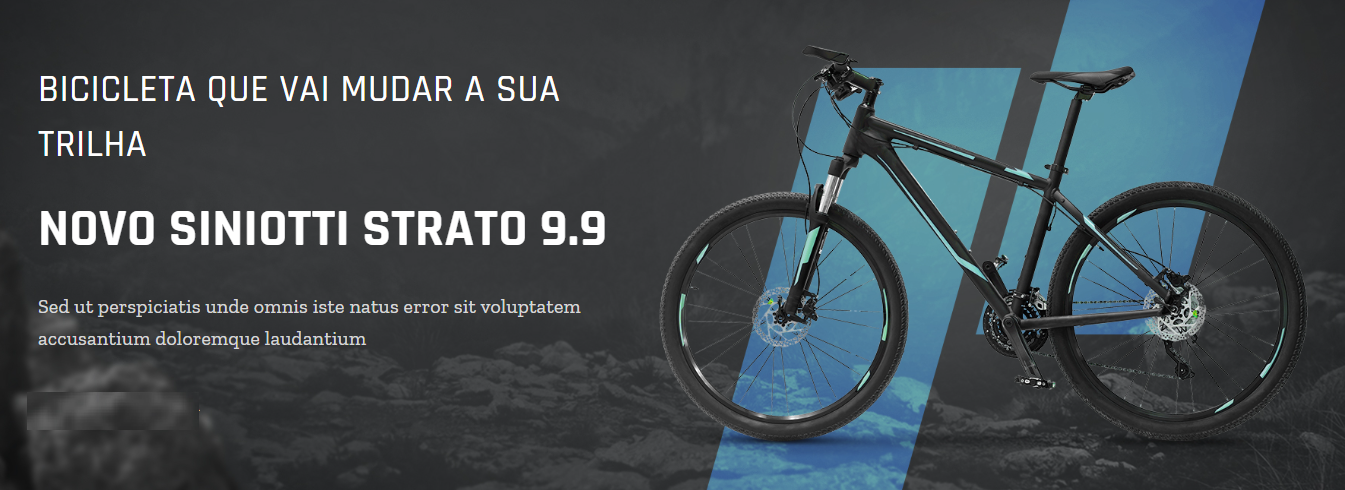 BICICLETA QUE VAI MUDAR A SUA
TRILHA
NOVO SINIOTTI STRATO 9.9
Sed ut perspiciatis unde omnis iste natus error sit voluptatem
accusantium doloremque laudantium